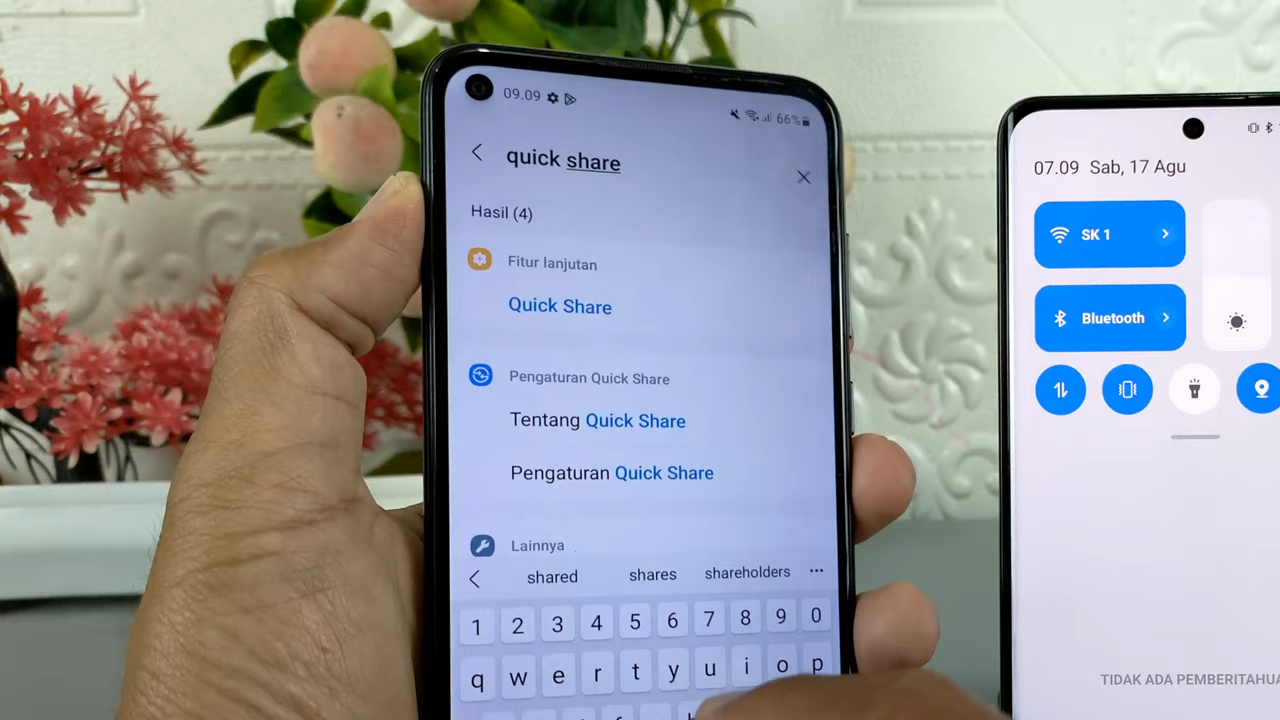 09.09
66%
quick share
Hasil (4)
Fitur lanjutan
Quick Share
Pengaturan Quick Share
Tentang Quick Share
Pengaturan Quick Share
Lainnya
shared shares shareholders
1 2 3 4 5 6 7 8 9 0
q w e r t y u i o p
07.09 Sab, 17 Agu
SK 1
Bluetooth
TIDAK ADA